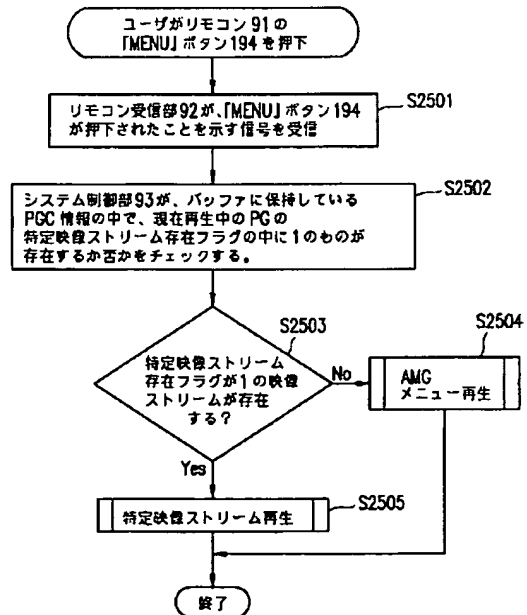 ユーザがリモコン91の
「MENU」ボタン194を押下
リモコン受信部92が、「MENU」ボタン194
が押下されたことを示す信号を受信
S2501
システム制御部93が、バッファに保持している
PGC情報の中で、現在再生中のPGの
特定映像ストリーム存在フラグの中に1のものが
存在するか否かをチェックする。
S2502
特定映像ストリーム
存在フラグが1の映像
ストリームが存在
する?
S2503
No
S2504
AMG
メニュー再生
Yes
特定映像ストリーム再生
S2505
終了